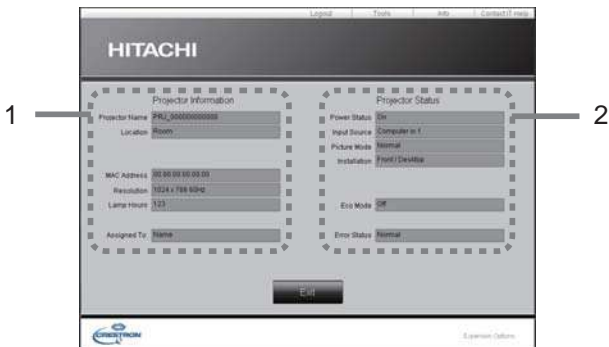 Logout Tools Info Contact IT Help
HITACHI
1
Projector Information
Projector Name PRJ_000000000000
Location Room
MAC Address 00.00.00.00.00.00
Resolution 1024 x 768 60Hz
Lamp Hours 123
Assigned To Name
Projector Status
Power Status On
Input Source Computer in 1
Picture Mode Normal
Installation Front / Desktop
Eco Mode Off
Error Status Normal
2
Exit
CRESTRON
Expansion Options